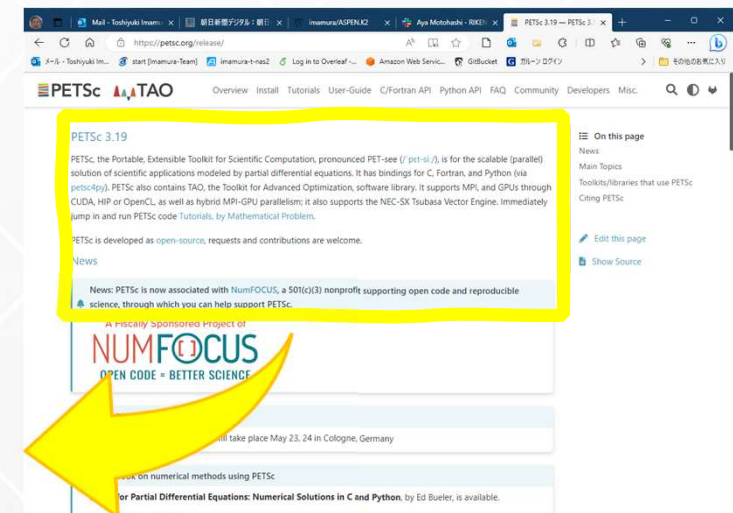 Mail - Toshiyuki Imamu
朝日新聞デジタル：朝日
imamura/ASPEN.K2
Aya Motohashi - RIKEN
PETSc 3.19 — PETSc 3.
https://petsc.org/release/
メール - Toshiyuki Im...
start [Imamura-Team]
imamura-t-nas2
Log in to Overleaf -...
Amazon Web Servic...
GitBucket
ガルーン ログイン
その他のお気に入り
PETSc TAO
Overview Install Tutorials User-Guide C/Fortran API Python API FAQ Community Developers Misc.
PETSc 3.19
PETSc, the Portable, Extensible Toolkit for Scientific Computation, pronounced PET-see (/ˈpɛt-siː/), is for the scalable (parallel)
solution of scientific applications modeled by partial differential equations. It has bindings for C, Fortran, and Python (via
petsc4py). PETSc also contains TAO, the Toolkit for Advanced Optimization, software library. It supports MPI, and GPUs through
CUDA, HIP or OpenCL, as well as hybrid MPI-GPU parallelism; it also supports the NEC-SX Tsubasa Vector Engine. Immediately
jump in and run PETSc code Tutorials, by Mathematical Problem.
PETSc is developed as open-source, requests and contributions are welcome.
News
News: PETSc is now associated with NumFOCUS, a 501(c)(3) nonprofit supporting open code and reproducible
science, through which you can help support PETSc.
A Fiscally Sponsored Project of
NUMFOCUS
OPEN CODE = BETTER SCIENCE
will take place May 23, 24 in Cologne, Germany
book on numerical methods using PETSc
for Partial Differential Equations: Numerical Solutions in C and Python, by Ed Bueler, is available.
On this page
News
Main Topics
Toolkits/libraries that use PETSc
Citing PETSc
Edit this page
Show Source